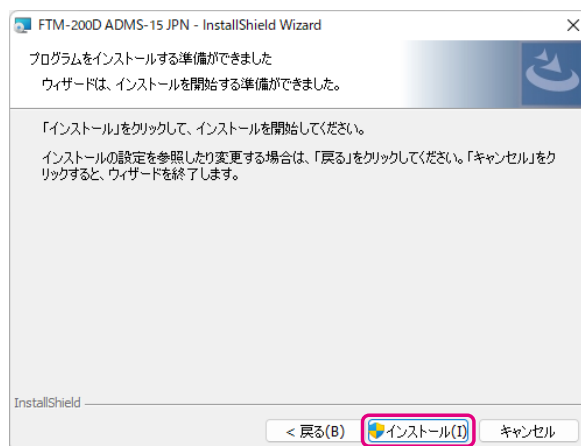 FTM-200D ADMS-15 JPN - InstallShield Wizard
プログラムをインストールする準備ができました
ウィザードは、インストールを開始する準備ができました。
「インストール」をクリックして、インストールを開始してください。
インストールの設定を参照したり変更する場合は、「戻る」をクリックしてください。「キャンセル」をク
リックすると、ウィザードを終了します。
InstallShield
< 戻る(B) インストール(I) キャンセル